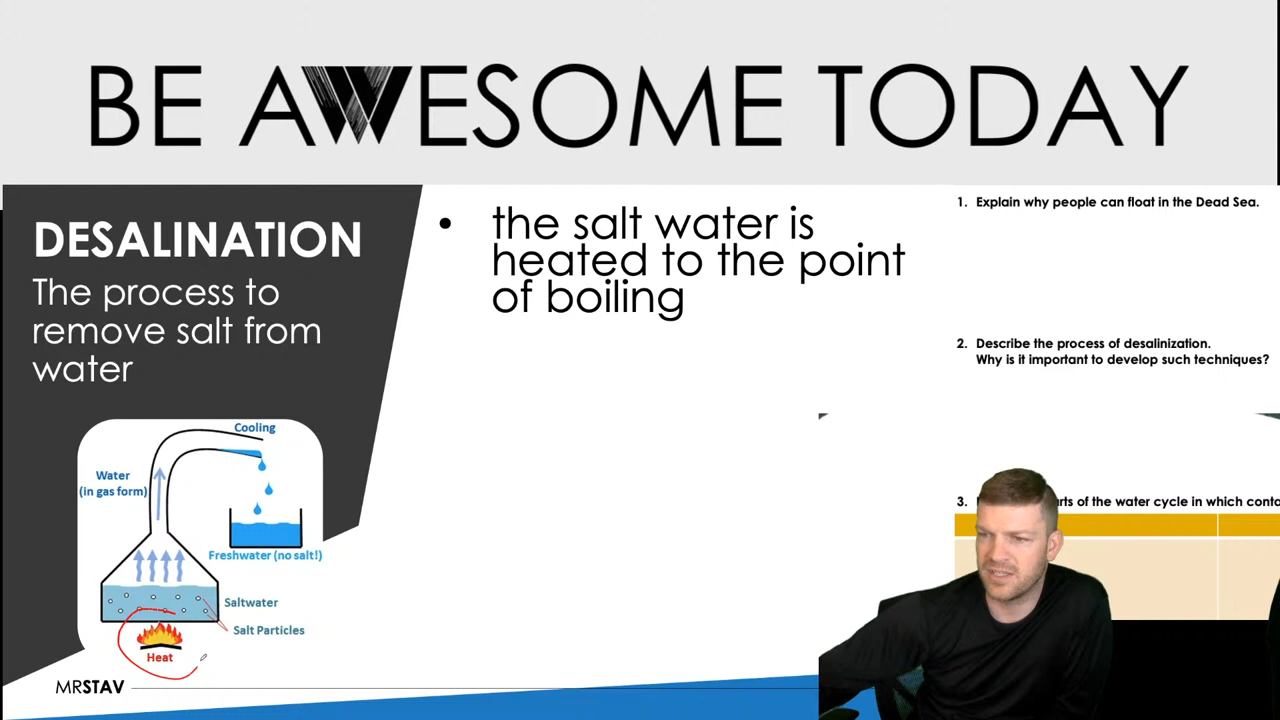 BE AWESOME TODAY
DESALINATION
The process to
remove salt from
water
• the salt water is
heated to the point
of boiling
Cooling
Water
(in gas form)
Freshwater (no salt!)
Saltwater
Salt Particles
Heat
MRSTAV
1. Explain why people can float in the Dead Sea.
2. Describe the process of desalinization.
Why is it important to develop such techniques?
3. of the water cycle in which